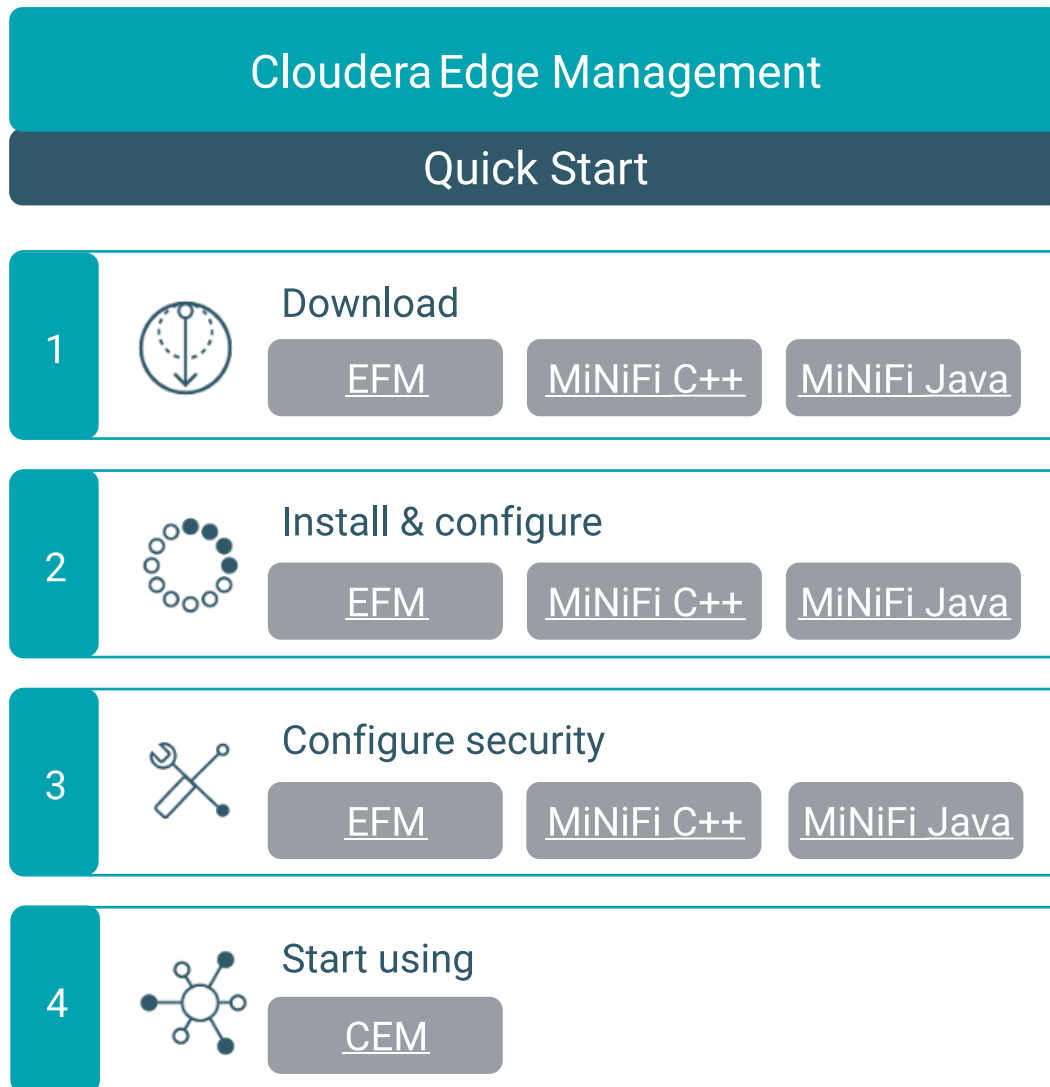 Cloudera Edge Management
Quick Start
1
Download
EFM MiNiFi C++ MiNiFi Java
2
Install & configure
EFM MiNiFi C++ MiNiFi Java
3
Configure security
EFM MiNiFi C++ MiNiFi Java
4
Start using
CEM